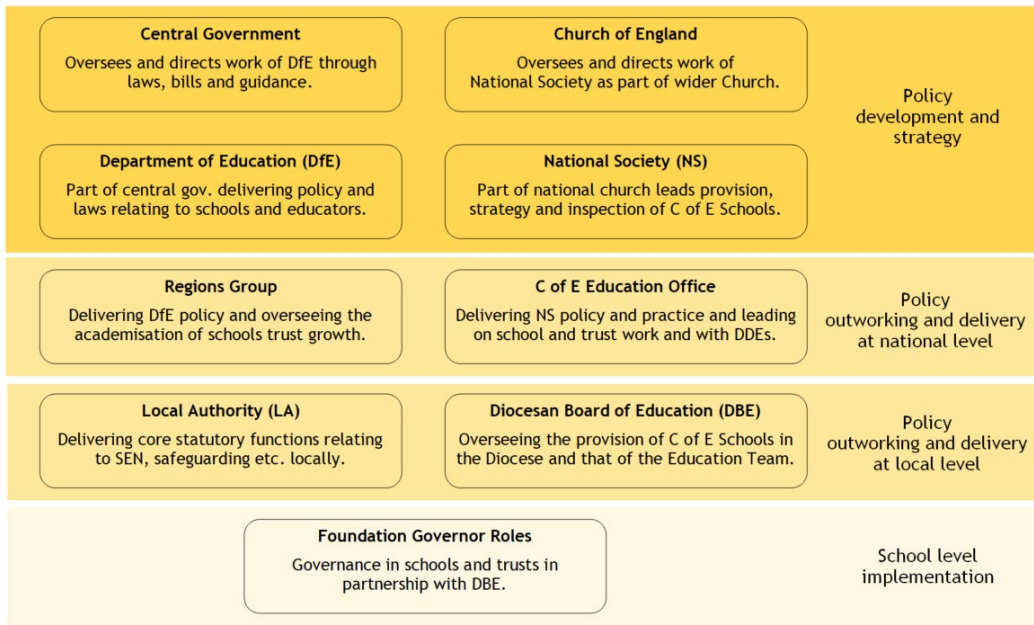 Central Government
Oversees and directs work of DfE through
laws, bills and guidance.
Church of England
Oversees and directs work of
National Society as part of wider Church.
Department of Education (DfE)
Part of central gov. delivering policy and
laws relating to schools and educators.
National Society (NS)
Part of national church leads provision,
strategy and inspection of C of E Schools.
Policy
development and
strategy
Regions Group
Delivering DfE policy and overseeing the
academisation of schools trust growth.
C of E Education Office
Delivering NS policy and practice and leading
on school and trust work and with DDEs.
Policy
outworking and delivery
at national level
Local Authority (LA)
Delivering core statutory functions relating
to SEN, safeguarding etc. locally.
Diocesan Board of Education (DBE)
Overseeing the provision of C of E Schools in
the Diocese and that of the Education Team.
Policy
outworking and delivery
at local level
Foundation Governor Roles
Governance in schools and trusts in
partnership with DBE.
School level
implementation